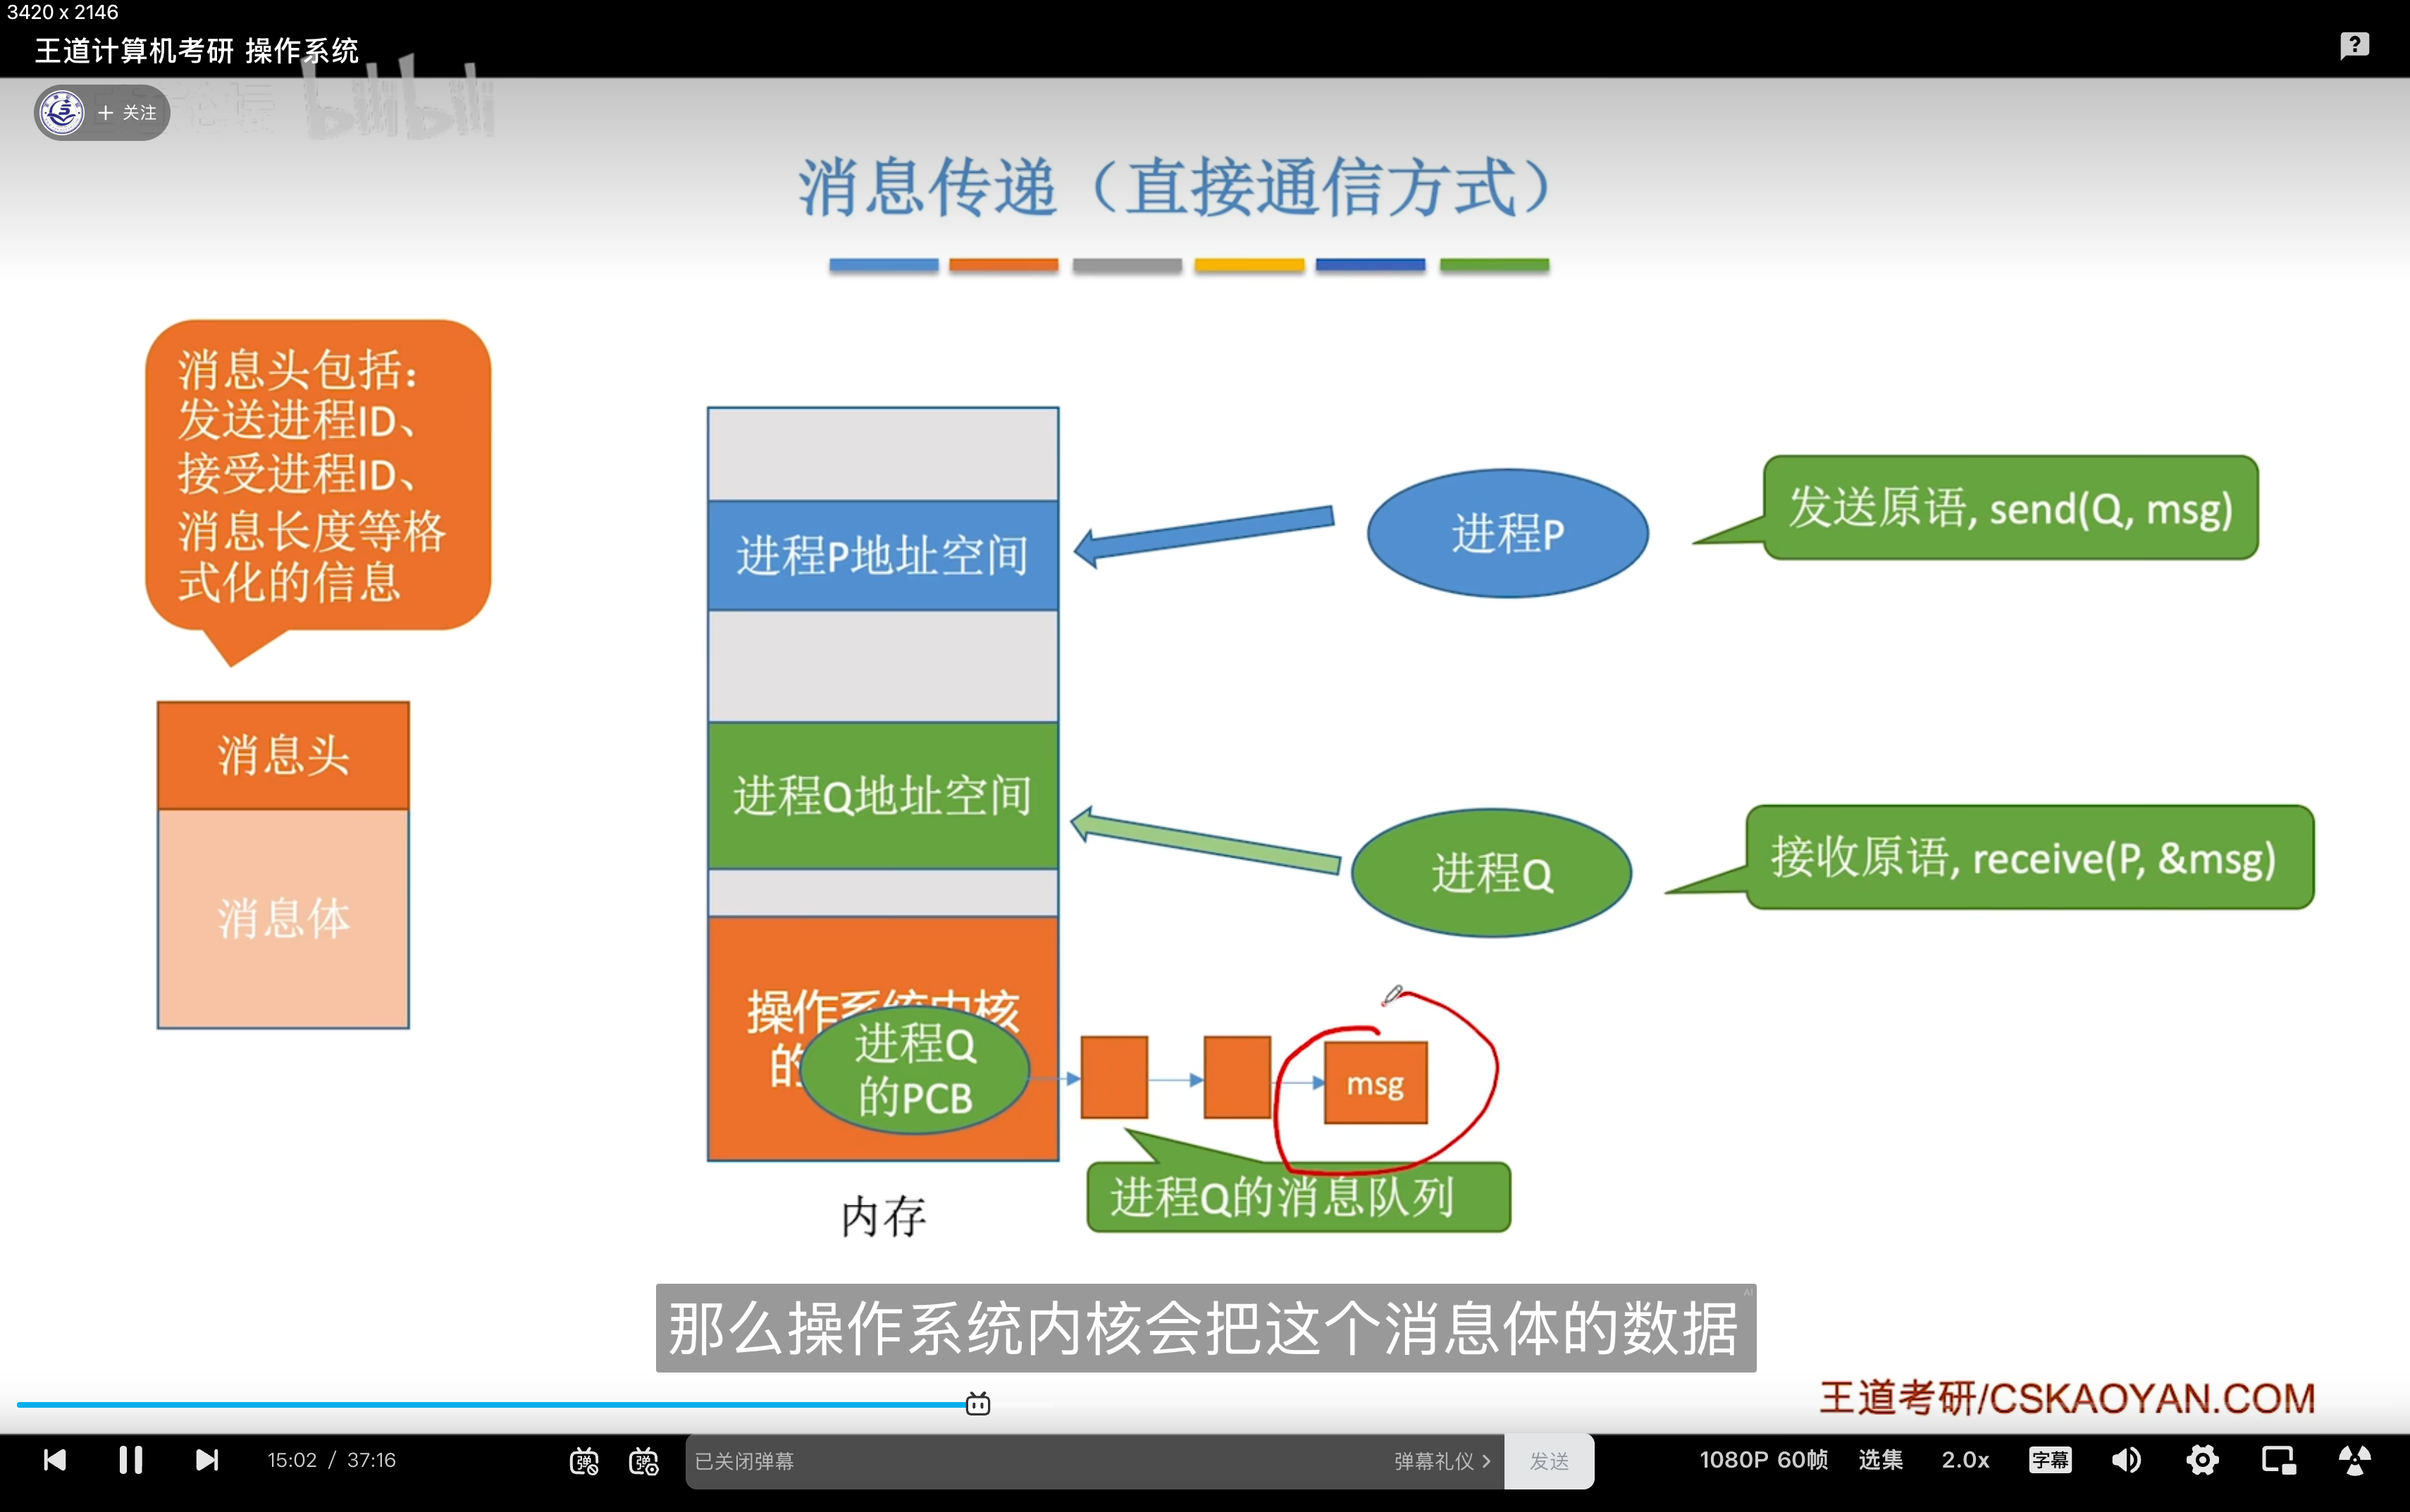 3420 x 2146
王道计算机考研 操作系统
+ 关注
bilibili
消息传递（直接通信方式）
消息头包括：
发送进程ID、
接受进程ID、
消息长度等格
式化的信息
消息头
消息体
进程P地址空间
进程Q地址空间
操作系统内核
的
进程Q
的PCB
内存
进程P
发送原语, send(Q, msg)
进程Q
接收原语, receive(P, &msg)
msg
进程Q的消息队列
那么操作系统内核会把这个消息体的数据
AI
王道考研/CSKAOYAN.COM
15:02 / 37:16
弹
弹
已关闭弹幕
弹幕礼仪 >
发送
1080P 60帧
选集
2.0x
字幕